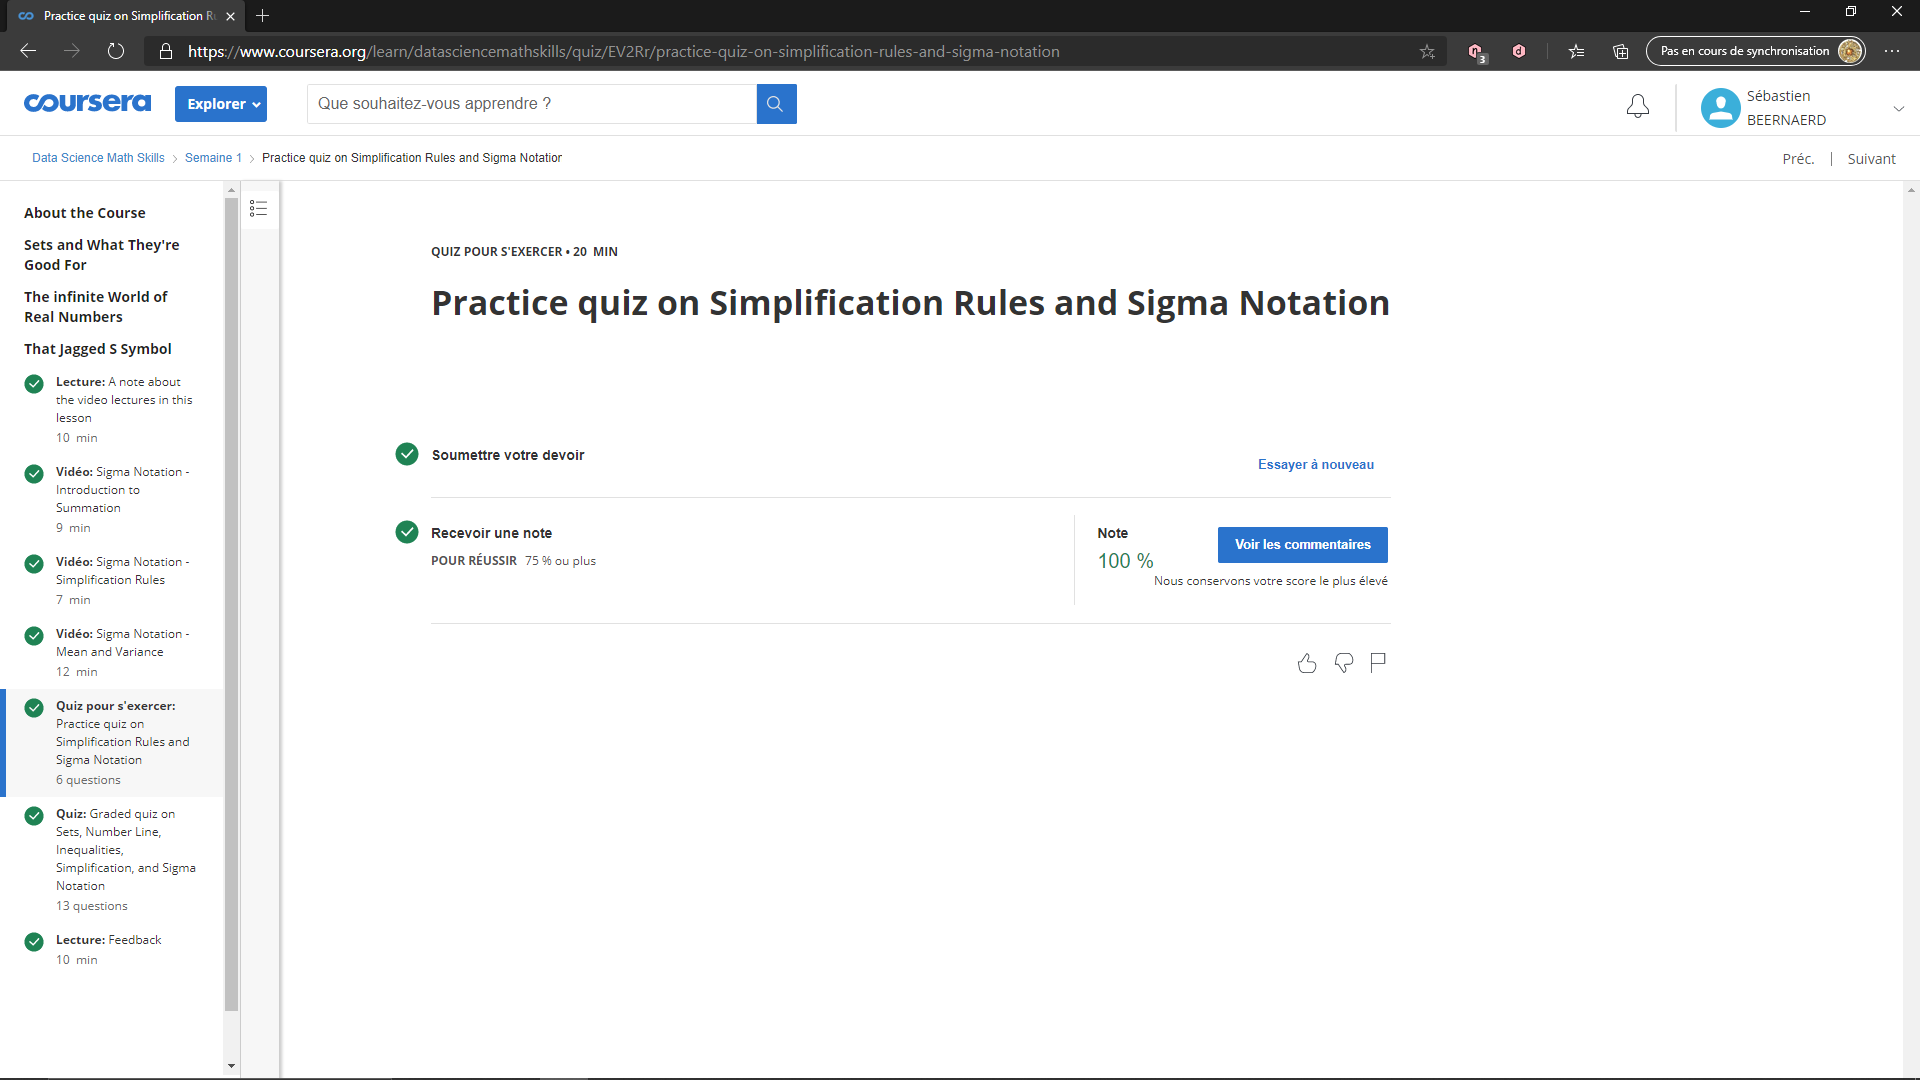 Practice quiz on Simplification Ru
https://www.coursera.org/learn/datasciencemathskills/quiz/EV2Rr/practice-quiz-on-simplification-rules-and-sigma-notation
3
Pas en cours de synchronisation
coursera
Explorer
Que souhaitez-vous apprendre ?
Sébastien
BEERNAERD
Data Science Math Skills
Semaine 1
Practice quiz on Simplification Rules and Sigma Notatior
Préc.
Suivant
About the Course
Sets and What They're
Good For
The infinite World of
Real Numbers
That Jagged S Symbol
Lecture: A note about
the video lectures in this
lesson
10 min
Vidéo: Sigma Notation -
Introduction to
Summation
9 min
Vidéo: Sigma Notation -
Simplification Rules
7 min
Vidéo: Sigma Notation -
Mean and Variance
12 min
Quiz pour s'exercer:
Practice quiz on
Simplification Rules and
Sigma Notation
6 questions
Quiz: Graded quiz on
Sets, Number Line,
Inequalities,
Simplification, and Sigma
Notation
13 questions
Lecture: Feedback
10 min
QUIZ POUR S'EXERCER • 20 MIN
Practice quiz on Simplification Rules and Sigma Notation
Soumettre votre devoir
Essayer à nouveau
Recevoir une note
POUR RÉUSSIR 75 % ou plus
Note
100 %
Voir les commentaires
Nous conservons votre score le plus élevé